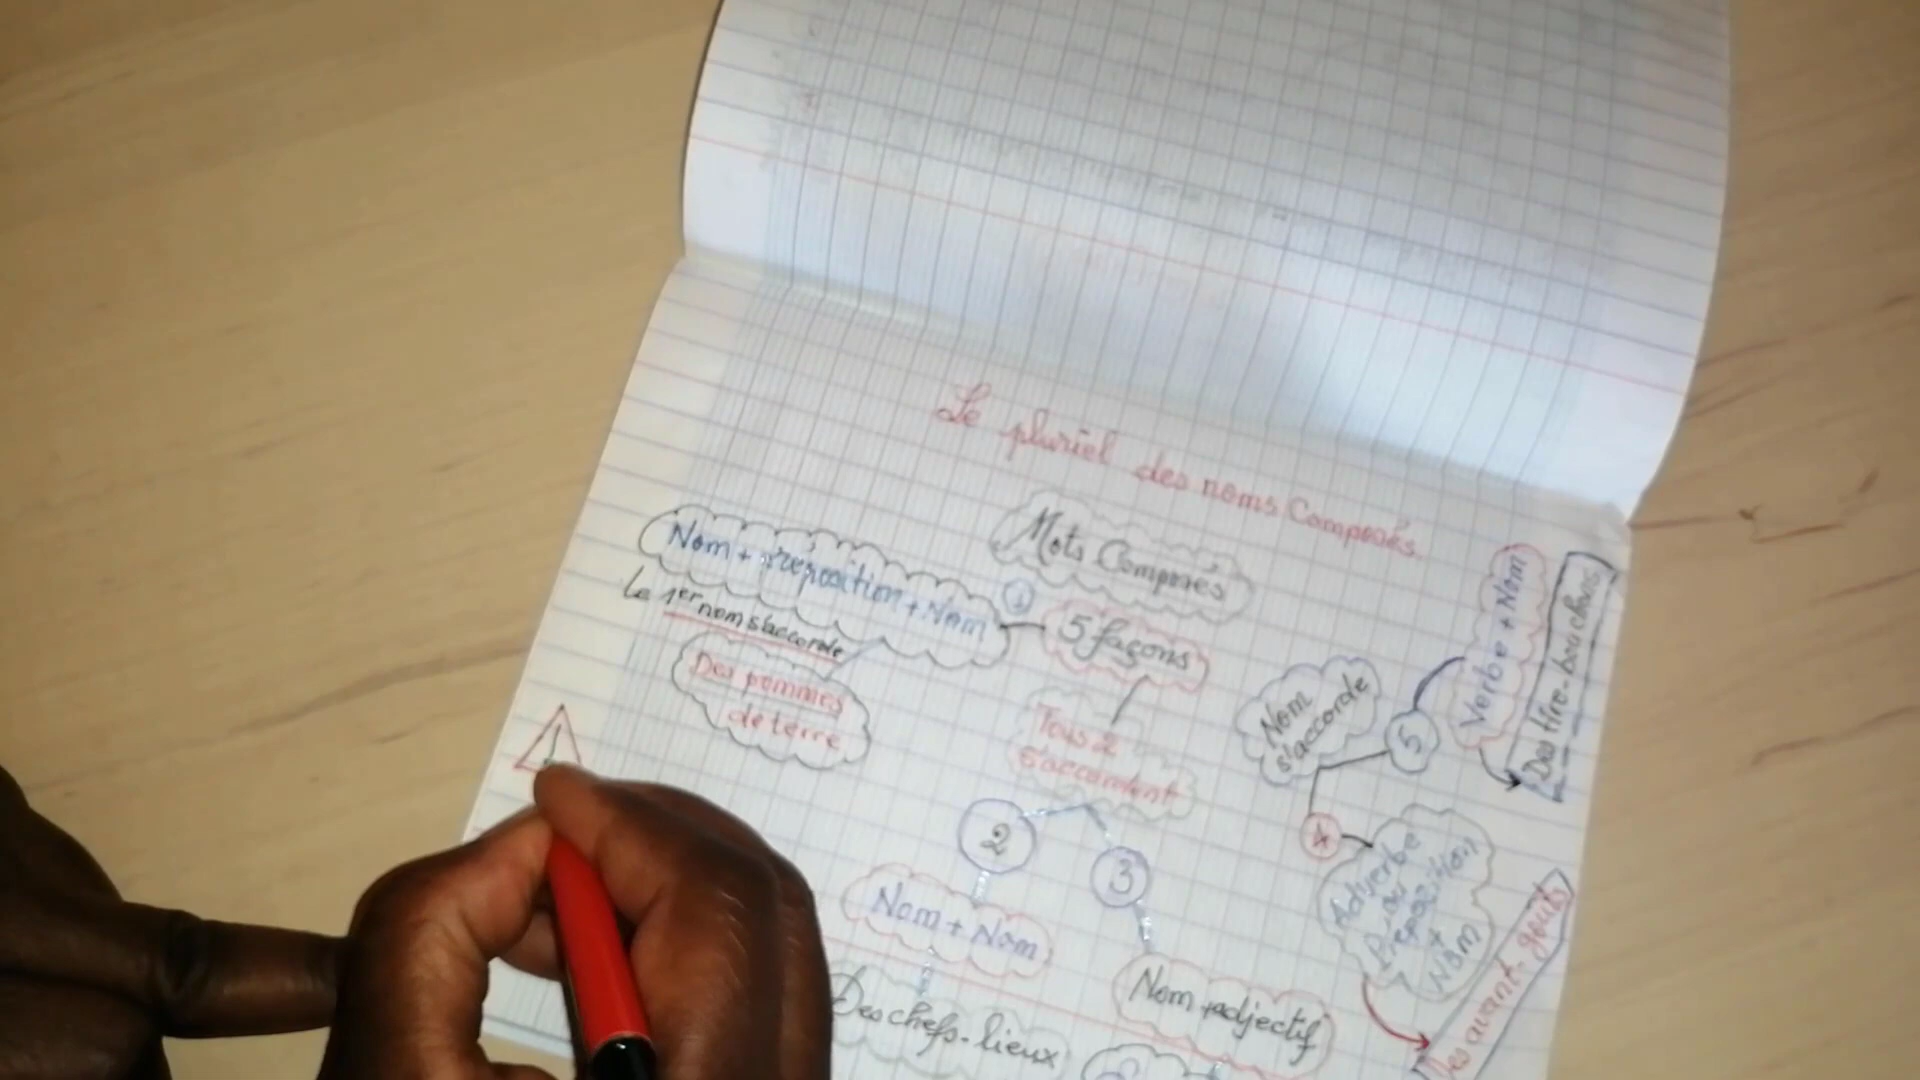 Le pluriel des noms Composés.
Mots Composés
Nom + Préposition + Nom
1
5 façons
Le 1er nom s'accorde
Des pommes
de terre
Tous 2
s'accordent
2
3
Nom + Nom
Des chefs-lieux
Nom + adjectif
Nom
s'accorde
5
Verbe + Nom
Des tire-bouchons
4
Adverbe
ou
Préposition
+
Nom
Des avant-goûts